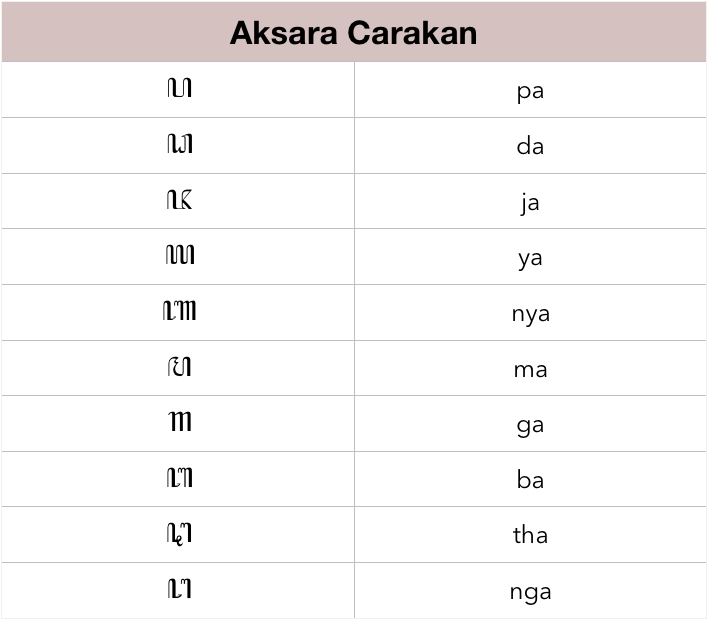 Aksara Carakan
ꦥ pa
ꦝ da
ꦗ ja
ꦪ ya
ꦚ nya
ꦩ ma
ꦒ ga
ꦧ ba
ꦛ tha
ꦔ nga